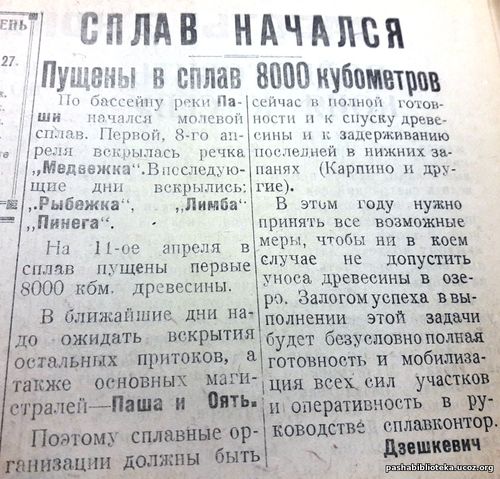 ЕНЬ
27.
СПЛАВ НАЧАЛСЯ
Пущены в сплав 8000 кубометров
По бассейну реки Па-
ши начался молевой
сплав. Первой, 8-го ап-
реля вскрылась речка
„Медвежка“. В последую-
щие дни вскрылись:
„Рыбежка“, „Лимба“
„Пинега“.
На 11-ое апреля в
сплав пущены первые
8000 кбм. древесины.
В ближайшие дни на-
до ожидать вскрытия
остальных притоков, а
также основных маги-
стралей—Паша и Оять.
Поэтому сплавные ор-
ганизации должны быть
сейчас в полной готов-
ности и к спуску древе-
сины и к задерживанию
последней в нижних за-
панях (Карпино и дру-
гие).
В этом году нужно
принять все возможные
меры, чтобы ни в коем
случае не допустить
уноса древесины в озе-
ро. Залогом успеха в вы-
полнении этой задачи
будет безусловно полная
готовность и мобилиза-
ция всех сил участков
и оперативность в ру-
ководстве сплавконтор.
Дзешкевич
pashabiblioteka.ucoz.org